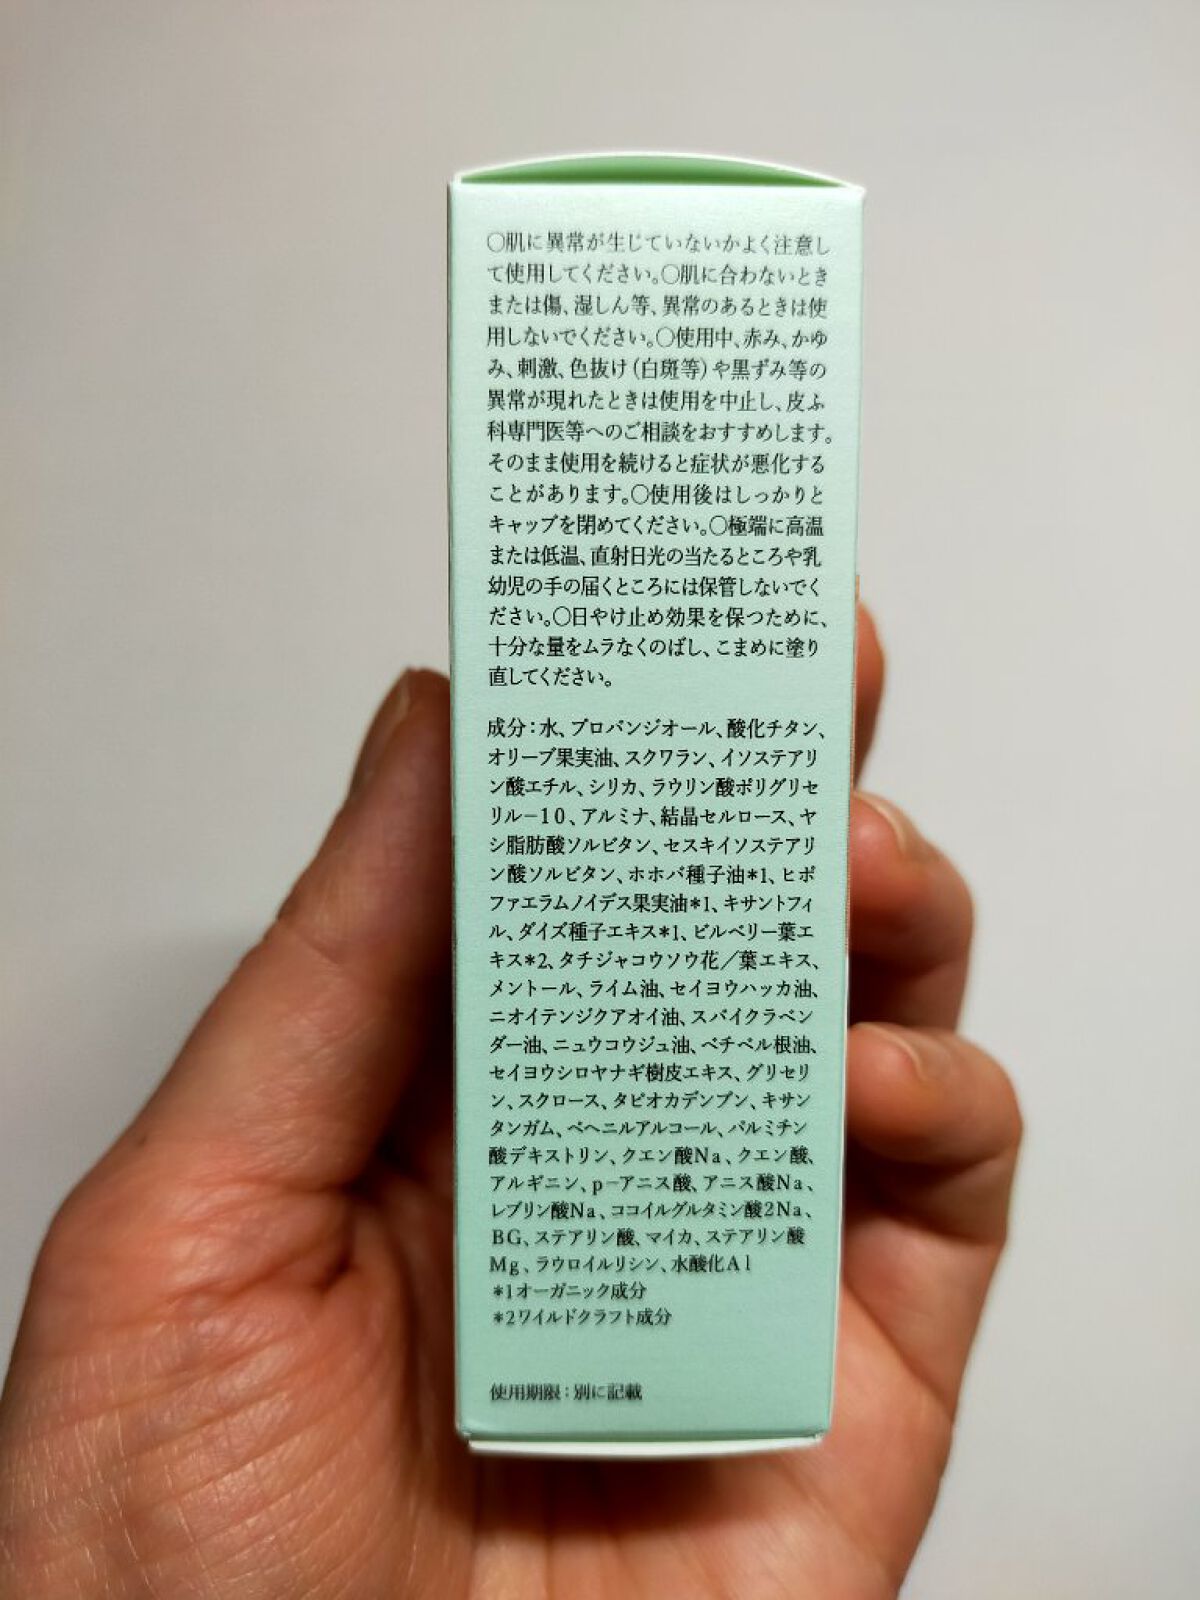 〇肌に異常が生じていないかよく注意し
て使用してください。〇肌に合わないとき
または傷、湿しん等、異常のあるときは使
用しないでください。〇使用中、赤み、かゆ
み、刺激、色抜け（白斑等）や黒ずみ等の
異常が現れたときは使用を中止し、皮ふ
科専門医等へのご相談をおすすめします。
そのまま使用を続けると症状が悪化する
ことがあります。〇使用後はしっかりと
キャップを閉めてください。〇極端に高温
または低温、直射日光の当たるところや乳
幼児の手の届くところには保管しないでく
ださい。〇日やけ止め効果を保つために、
十分な量をムラなくのばし、こまめに塗り
直してください。
成分：水、プロパンジオール、酸化チタン、
オリーブ果実油、スクワラン、イソステアリ
ン酸エチル、シリカ、ラウリン酸ポリグリセ
リル－１０、アルミナ、結晶セルロース、ヤ
シ脂肪酸ソルビタン、セスキイソステアリ
ン酸ソルビタン、ホホバ種子油＊1、ヒポ
ファエラムノイデス果実油＊1、キサントフィ
ル、ダイズ種子エキス＊1、ビルベリー葉エ
キス＊2、タチジャコウソウ花／葉エキス、
メントール、ライム油、セイヨウハッカ油、
ニオイテンジクアオイ油、スパイクラベン
ダー油、ニュウコウジュ油、ベチベル根油、
セイヨウシロヤナギ樹皮エキス、グリセリ
ン、スクロース、タピオカデンプン、キサン
タンガム、ベヘニルアルコール、パルミチン
酸デキストリン、クエン酸Ｎａ、クエン酸、
アルギニン、ｐ－アニス酸、アニス酸Ｎａ、
レブリン酸Ｎａ、ココイルグルタミン酸２Ｎａ、
ＢＧ、ステアリン酸、マイカ、ステアリン酸
Ｍｇ、ラウロイルリシン、水酸化Ａｌ
＊1オーガニック成分
＊2ワイルドクラフト成分
使用期限：別に記載